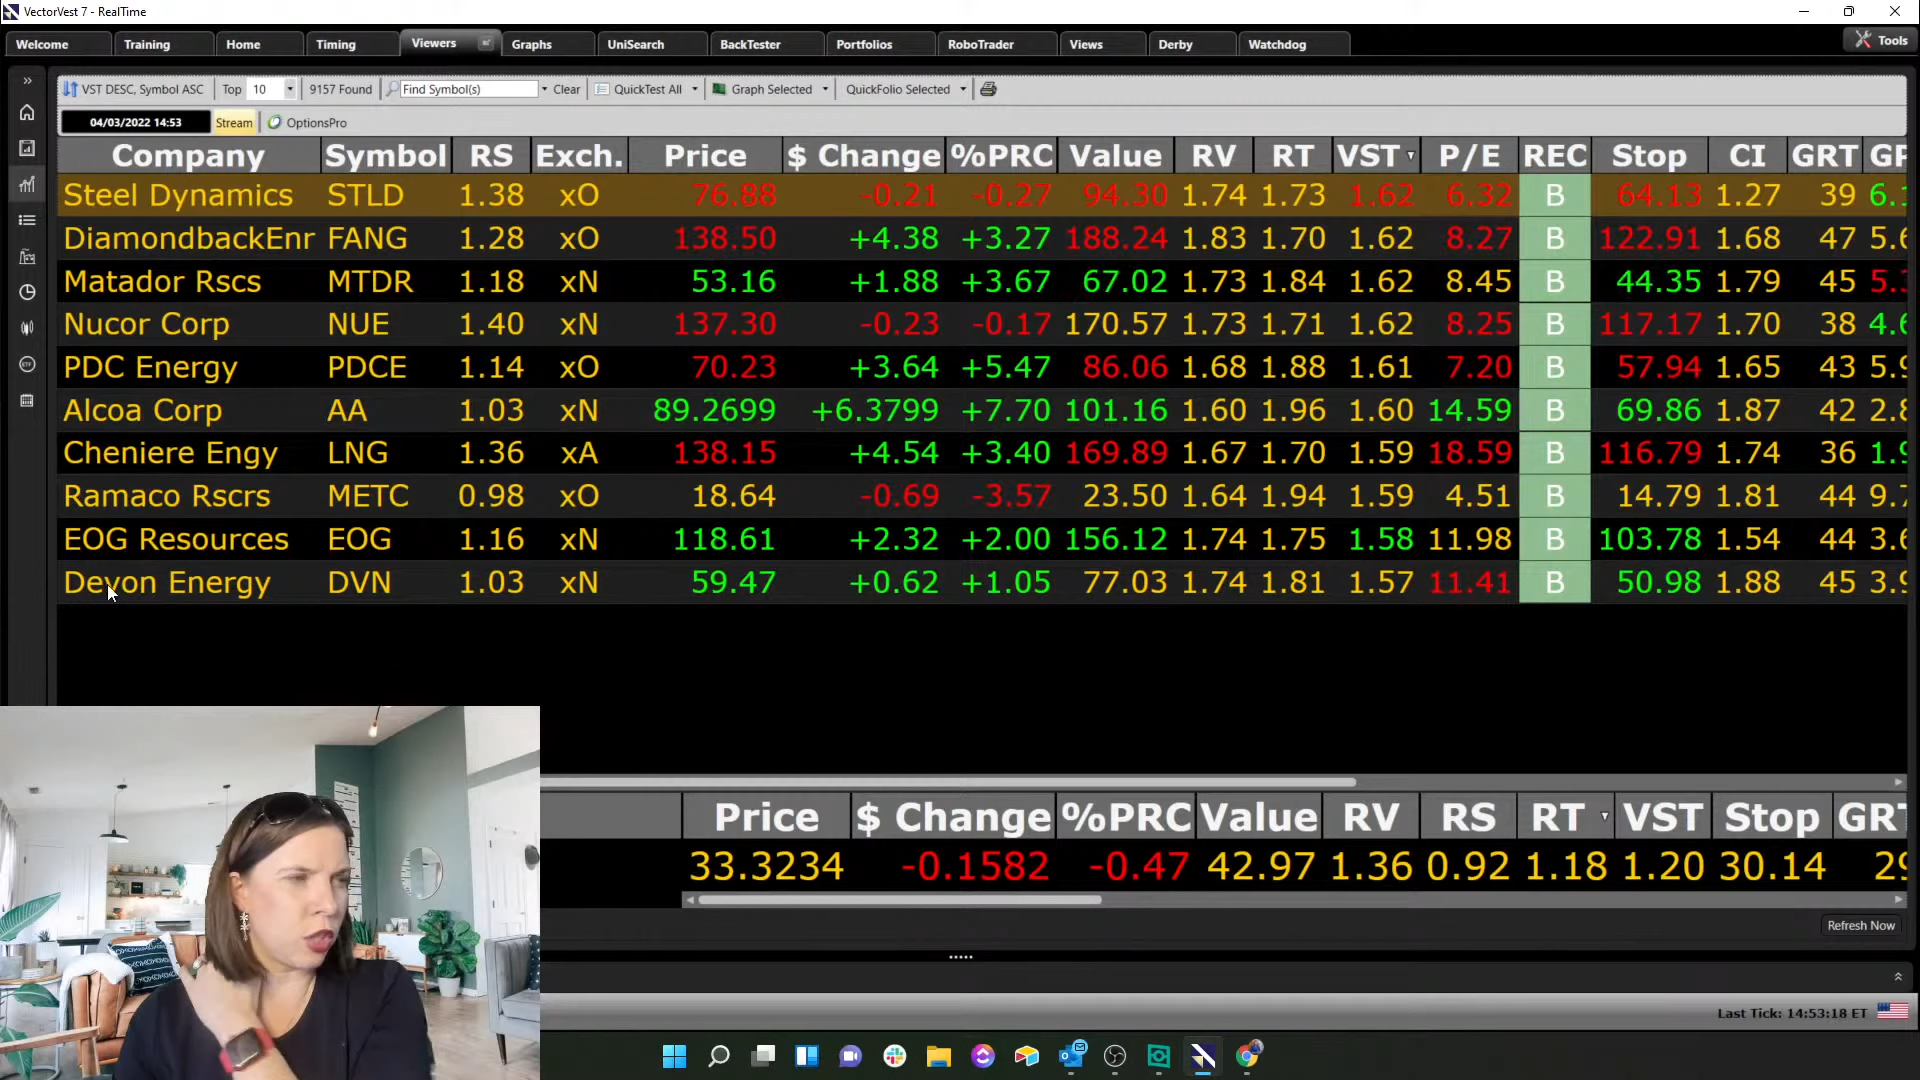 VectorVest 7 - RealTime
Welcome Training Home Timing Viewers Graphs UniSearch BackTester Portfolios RoboTrader Views Derby Watchdog Tools
VST DESC, Symbol ASC Top 10 9157 Found Find Symbol(s) Clear QuickTest All Graph Selected QuickFolio Selected
04/03/2022 14:53 Stream OptionsPro
Company Symbol RS Exch. Price $ Change %PRC Value RV RT VST P/E REC Stop CI GRT
Steel Dynamics STLD 1.38 xO 76.88 -0.21 -0.27 94.30 1.74 1.73 1.62 6.32 B 64.13 1.27 39
DiamondbackEnr FANG 1.28 xO 138.50 +4.38 +3.27 188.24 1.83 1.70 1.62 8.27 B 122.91 1.68 47
Matador Rscs MTDR 1.18 xN 53.16 +1.88 +3.67 67.02 1.73 1.84 1.62 8.45 B 44.35 1.79 45
Nucor Corp NUE 1.40 xN 137.30 -0.23 -0.17 170.57 1.73 1.71 1.62 8.25 B 117.17 1.70 38
PDC Energy PDCE 1.14 xO 70.23 +3.64 +5.47 86.06 1.68 1.88 1.61 7.20 B 57.94 1.65 43
Alcoa Corp AA 1.03 xN 89.2699 +6.3799 +7.70 101.16 1.60 1.96 1.60 14.59 B 69.86 1.87 42
Cheniere Engy LNG 1.36 xA 138.15 +4.54 +3.40 169.89 1.67 1.70 1.59 18.59 B 116.79 1.74 36
Ramaco Rscrs METC 0.98 xO 18.64 -0.69 -3.57 23.50 1.64 1.94 1.59 4.51 B 14.79 1.81 44
EOG Resources EOG 1.16 xN 118.61 +2.32 +2.00 156.12 1.74 1.75 1.58 11.98 B 103.78 1.54 44
Devon Energy DVN 1.03 xN 59.47 +0.62 +1.05 77.03 1.74 1.81 1.57 11.41 B 50.98 1.88 45
Price $ Change %PRC Value RV RS RT VST Stop
33.3234 -0.1582 -0.47 42.97 1.36 0.92 1.18 1.20 30.14
Refresh Now
Last Tick: 14:53:18 ET